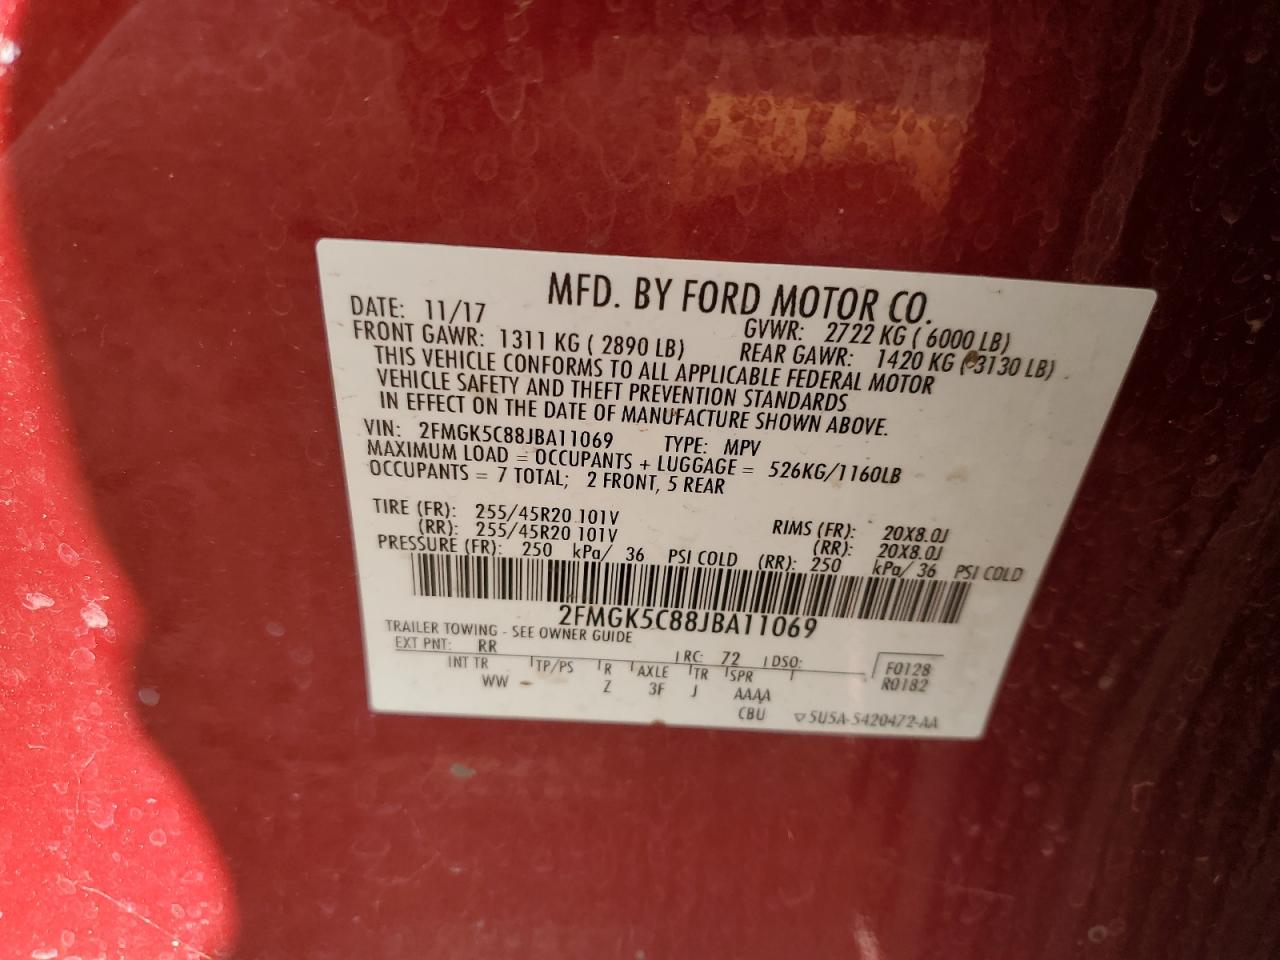 MFD. BY FORD MOTOR CO.
DATE: 11/17 GVWR: 2722 KG ( 6000 LB)
FRONT GAWR: 1311 KG ( 2890 LB) REAR GAWR: 1420 KG ( 3130 LB)
THIS VEHICLE CONFORMS TO ALL APPLICABLE FEDERAL MOTOR
VEHICLE SAFETY AND THEFT PREVENTION STANDARDS
IN EFFECT ON THE DATE OF MANUFACTURE SHOWN ABOVE.
VIN: 2FMGK5C88JBA11069 TYPE: MPV
MAXIMUM LOAD = OCCUPANTS + LUGGAGE = 526KG/1160LB
OCCUPANTS = 7 TOTAL; 2 FRONT, 5 REAR
TIRE (FR): 255/45R20 101V RIMS (FR): 20X8.0J
(RR): 255/45R20 101V (RR): 20X8.0J
PRESSURE (FR): 250 kPa/ 36 PSI COLD (RR): 250 kPa/ 36 PSI COLD
2FMGK5C88JBA11069
TRAILER TOWING - SEE OWNER GUIDE
EXT PNT: RR RC: 72 DSO: F0128
INT TR TP/PS R AXLE TR SPR R0182
WW Z 3F J AAAA
CBU ▽5U5A-5420472-AA